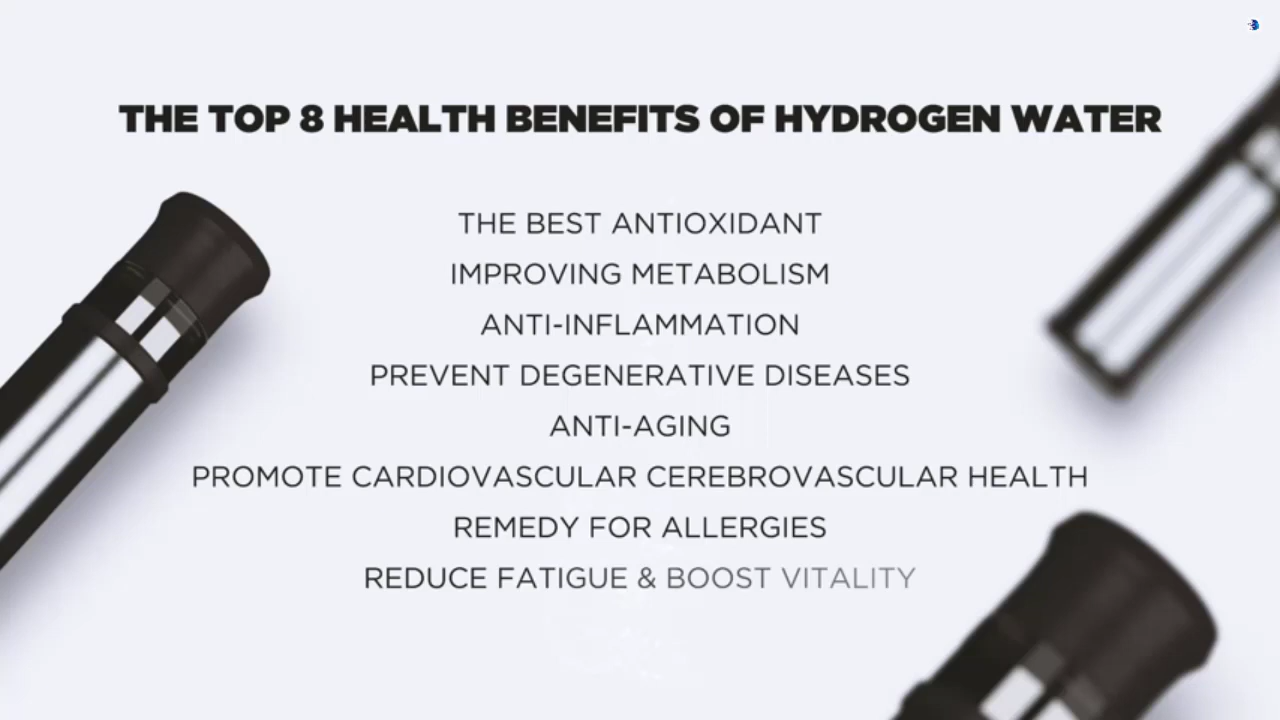 THE TOP 8 HEALTH BENEFITS OF HYDROGEN WATER
THE BEST ANTIOXIDANT
IMPROVING METABOLISM
ANTI-INFLAMMATION
PREVENT DEGENERATIVE DISEASES
ANTI-AGING
PROMOTE CARDIOVASCULAR CEREBROVASCULAR HEALTH
REMEDY FOR ALLERGIES
REDUCE FATIGUE & BOOST VITALITY